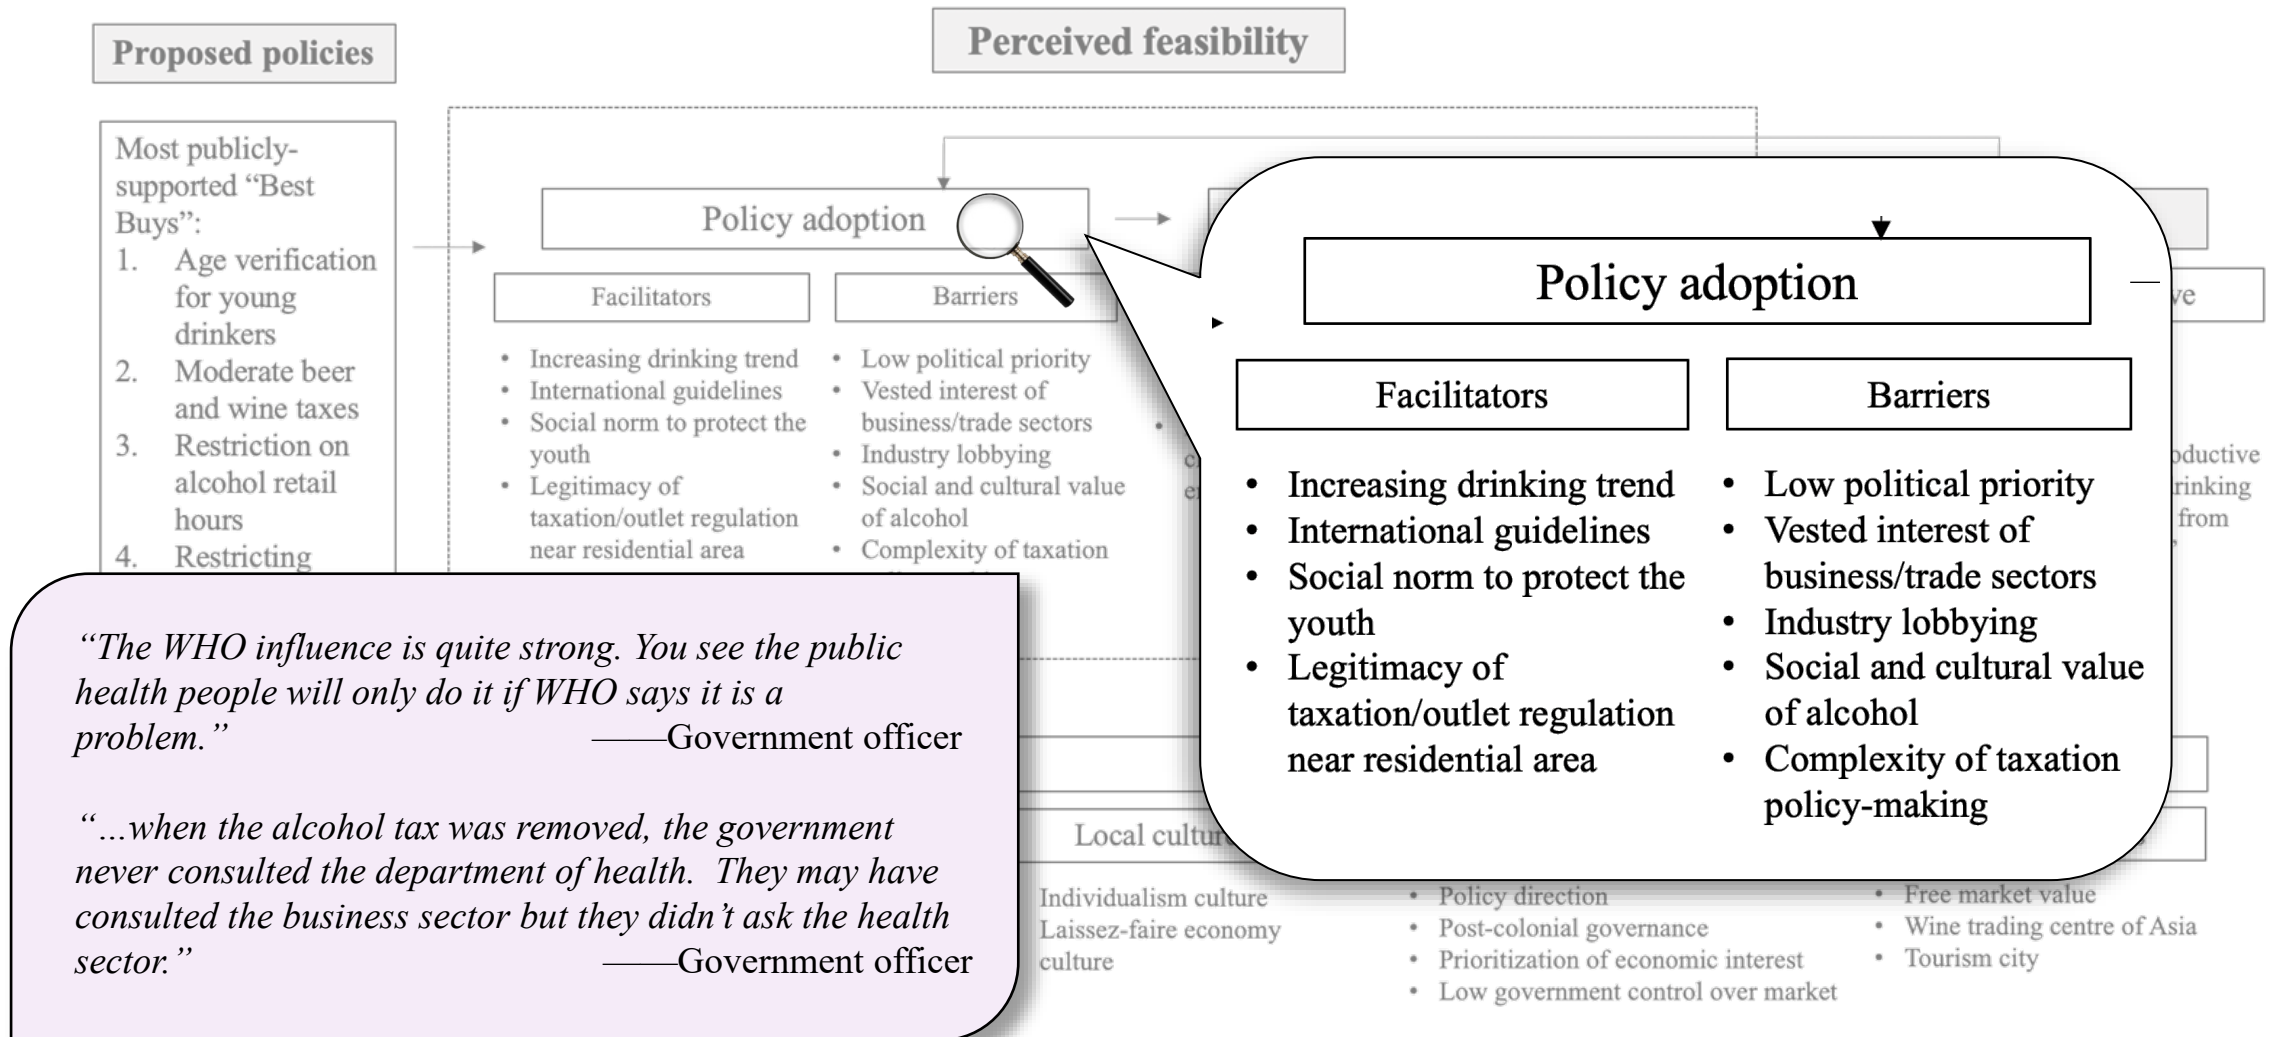 Proposed policies
Perceived feasibility
Most publicly-
supported “Best
Buys”:
1. Age verification
for young
drinkers
2. Moderate beer
and wine taxes
3. Restriction on
alcohol retail
hours
4. Restricting
Policy adoption
Facilitators
• Increasing drinking trend
• International guidelines
• Social norm to protect the
youth
• Legitimacy of
taxation/outlet regulation
near residential area
Barriers
• Low political priority
• Vested interest of
business/trade sectors
• Industry lobbying
• Social and cultural value
of alcohol
• Complexity of taxation
Policy adoption
Facilitators
• Increasing drinking trend
• International guidelines
• Social norm to protect the
youth
• Legitimacy of
taxation/outlet regulation
near residential area
Barriers
• Low political priority
• Vested interest of
business/trade sectors
• Industry lobbying
• Social and cultural value
of alcohol
• Complexity of taxation
policy-making
from
“The WHO influence is quite strong. You see the public
health people will only do it if WHO says it is a
problem.” ——Government officer
“…when the alcohol tax was removed, the government
never consulted the department of health. They may have
consulted the business sector but they didn’t ask the health
sector.” ——Government officer
Local
Individualism culture
Laissez-faire economy
culture
• Policy direction
• Post-colonial governance
• Prioritization of economic interest
• Low government control over market
• Free market value
• Wine trading centre of Asia
• Tourism city